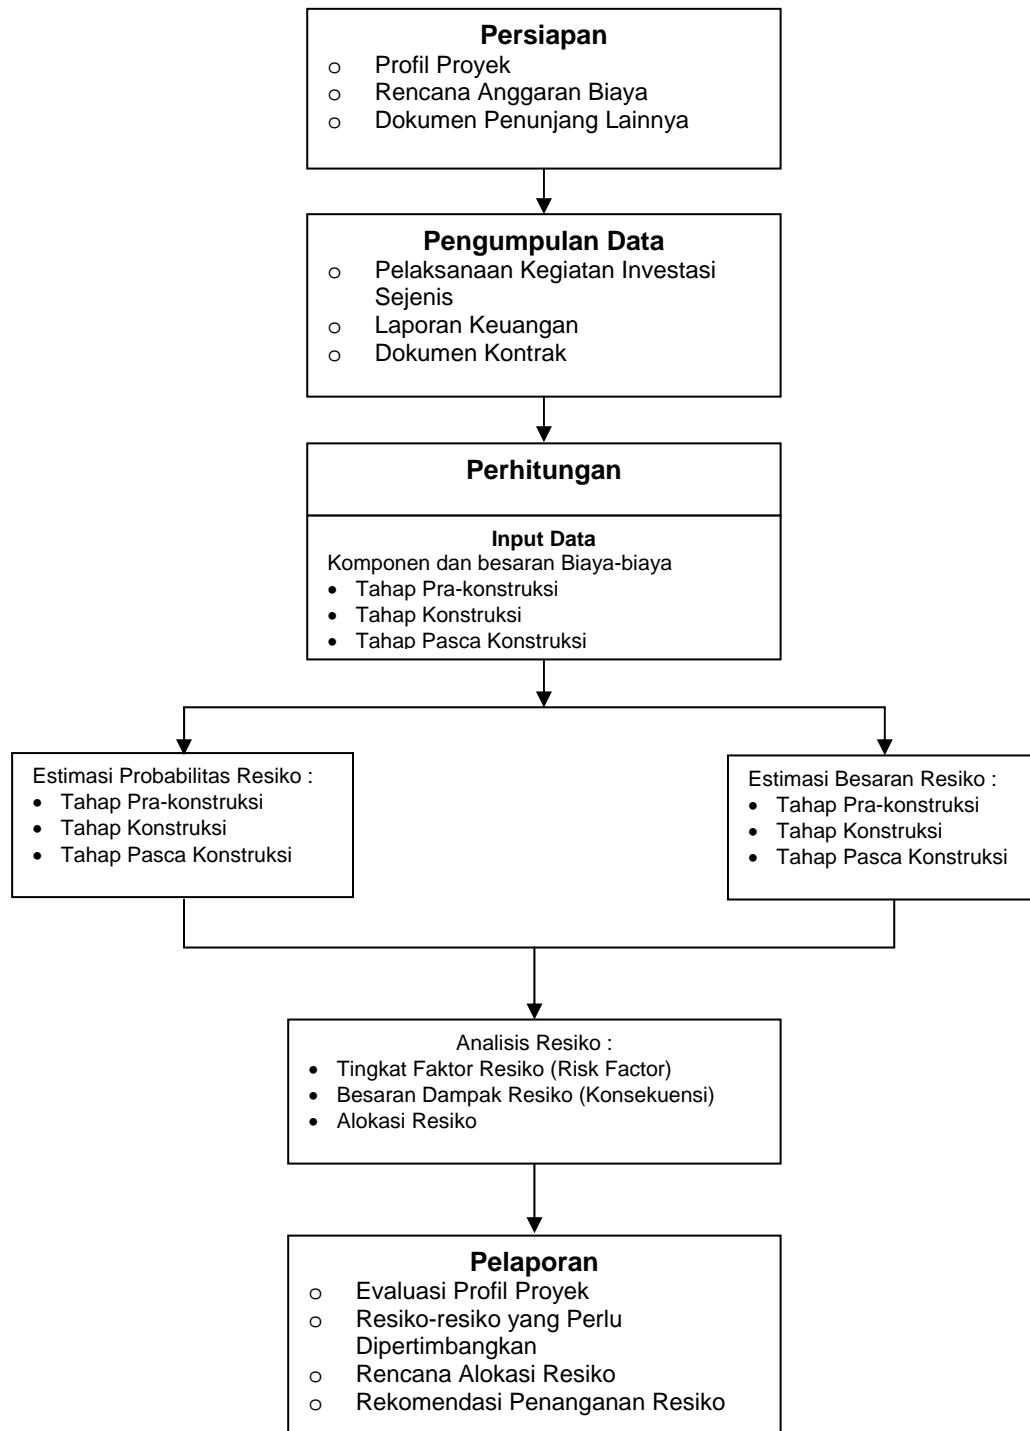 Persiapan
o Profil Proyek
o Rencana Anggaran Biaya
o Dokumen Penunjang Lainnya
Pengumpulan Data
o Pelaksanaan Kegiatan Investasi
Sejenis
o Laporan Keuangan
o Dokumen Kontrak
Perhitungan
Input Data
Komponen dan besaran Biaya-biaya
• Tahap Pra-konstruksi
• Tahap Konstruksi
• Tahap Pasca Konstruksi
Estimasi Probabilitas Resiko :
• Tahap Pra-konstruksi
• Tahap Konstruksi
• Tahap Pasca Konstruksi
Estimasi Besaran Resiko :
• Tahap Pra-konstruksi
• Tahap Konstruksi
• Tahap Pasca Konstruksi
Analisis Resiko :
• Tingkat Faktor Resiko (Risk Factor)
• Besaran Dampak Resiko (Konsekuensi)
• Alokasi Resiko
Pelaporan
o Evaluasi Profil Proyek
o Resiko-resiko yang Perlu
Dipertimbangkan
o Rencana Alokasi Resiko
o Rekomendasi Penanganan Resiko